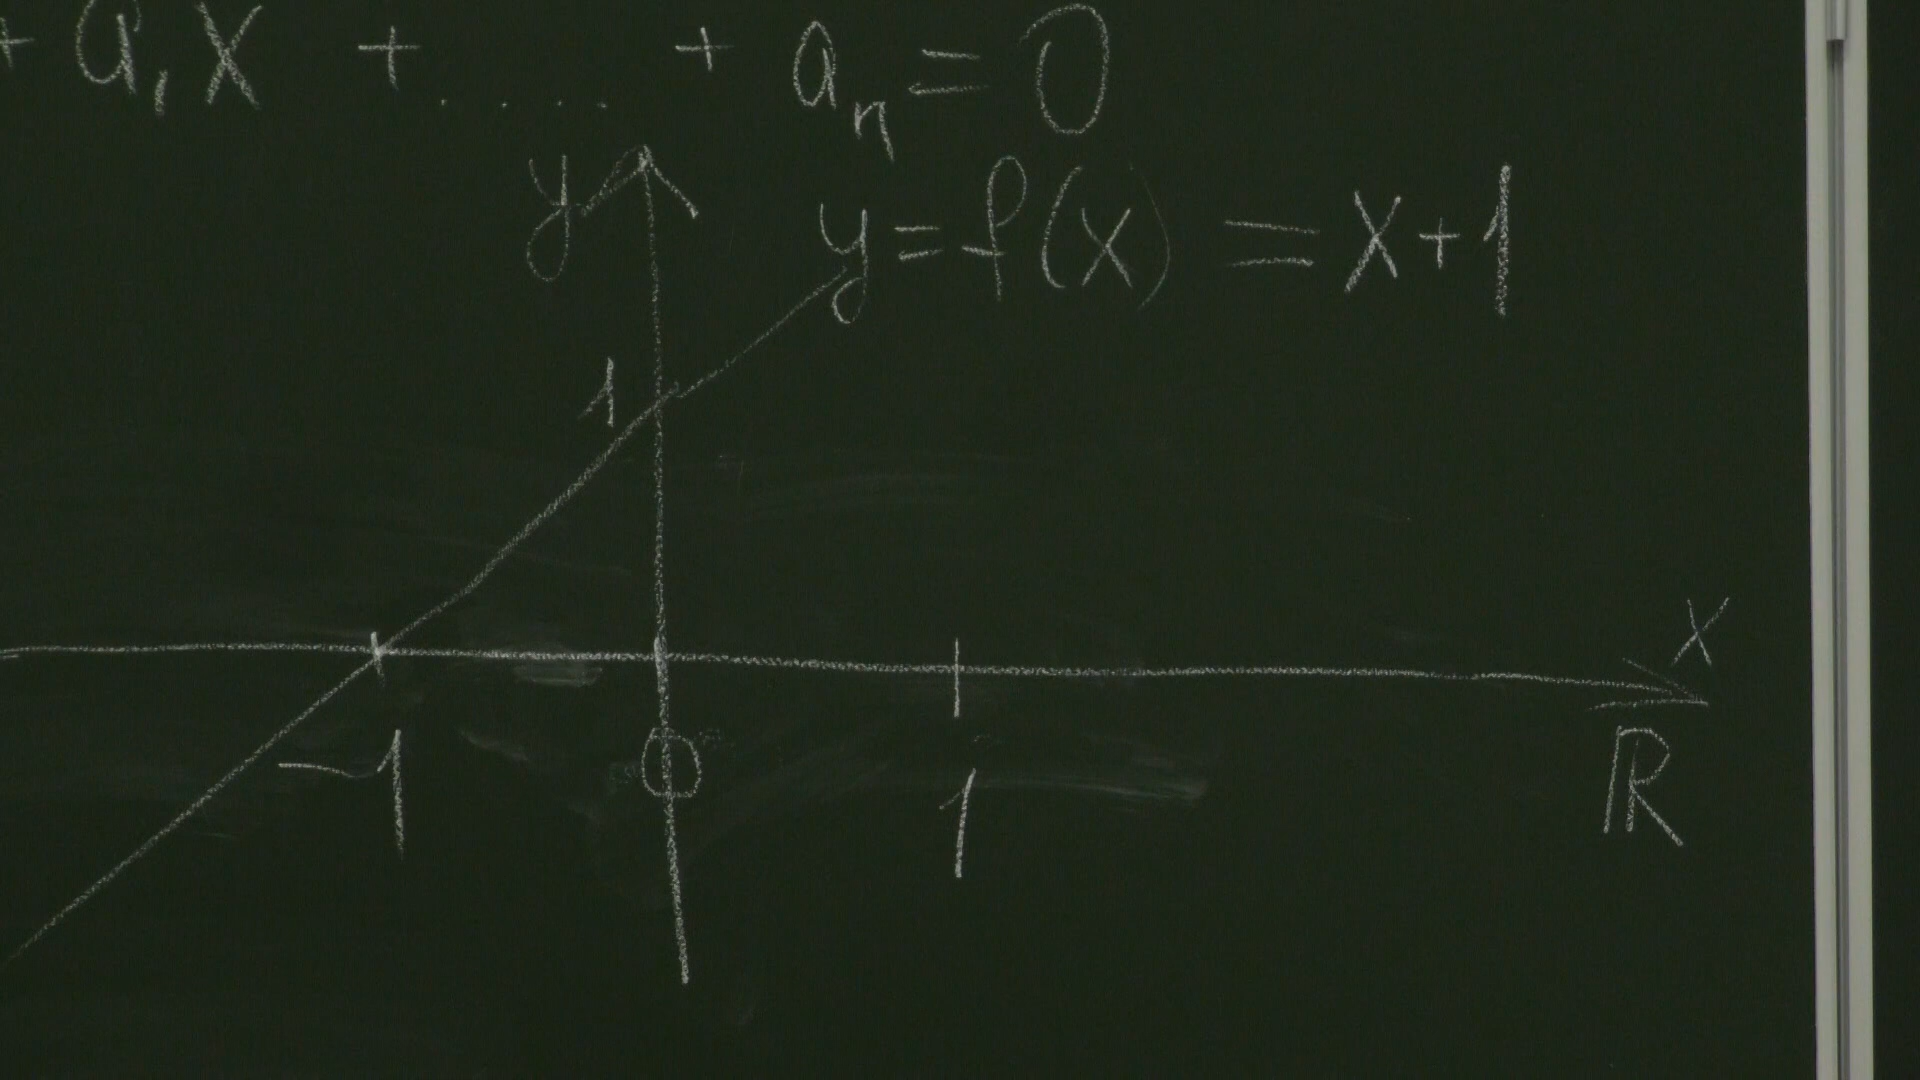 + a₁x + .... + aₙ = 0
y
y = f(x) = x+1
1
x
-1 0 1 ℝ